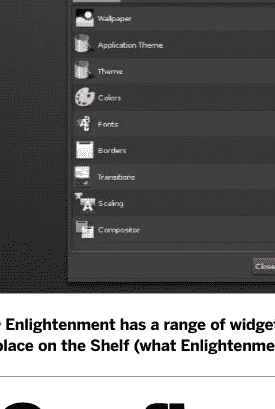 Wallpaper
Application Theme
Theme
Colors
Fonts
Borders
Transitions
Scaling
Compositor
Close
Enlightenment has a range of widget
place on the Shelf (what Enlightenme